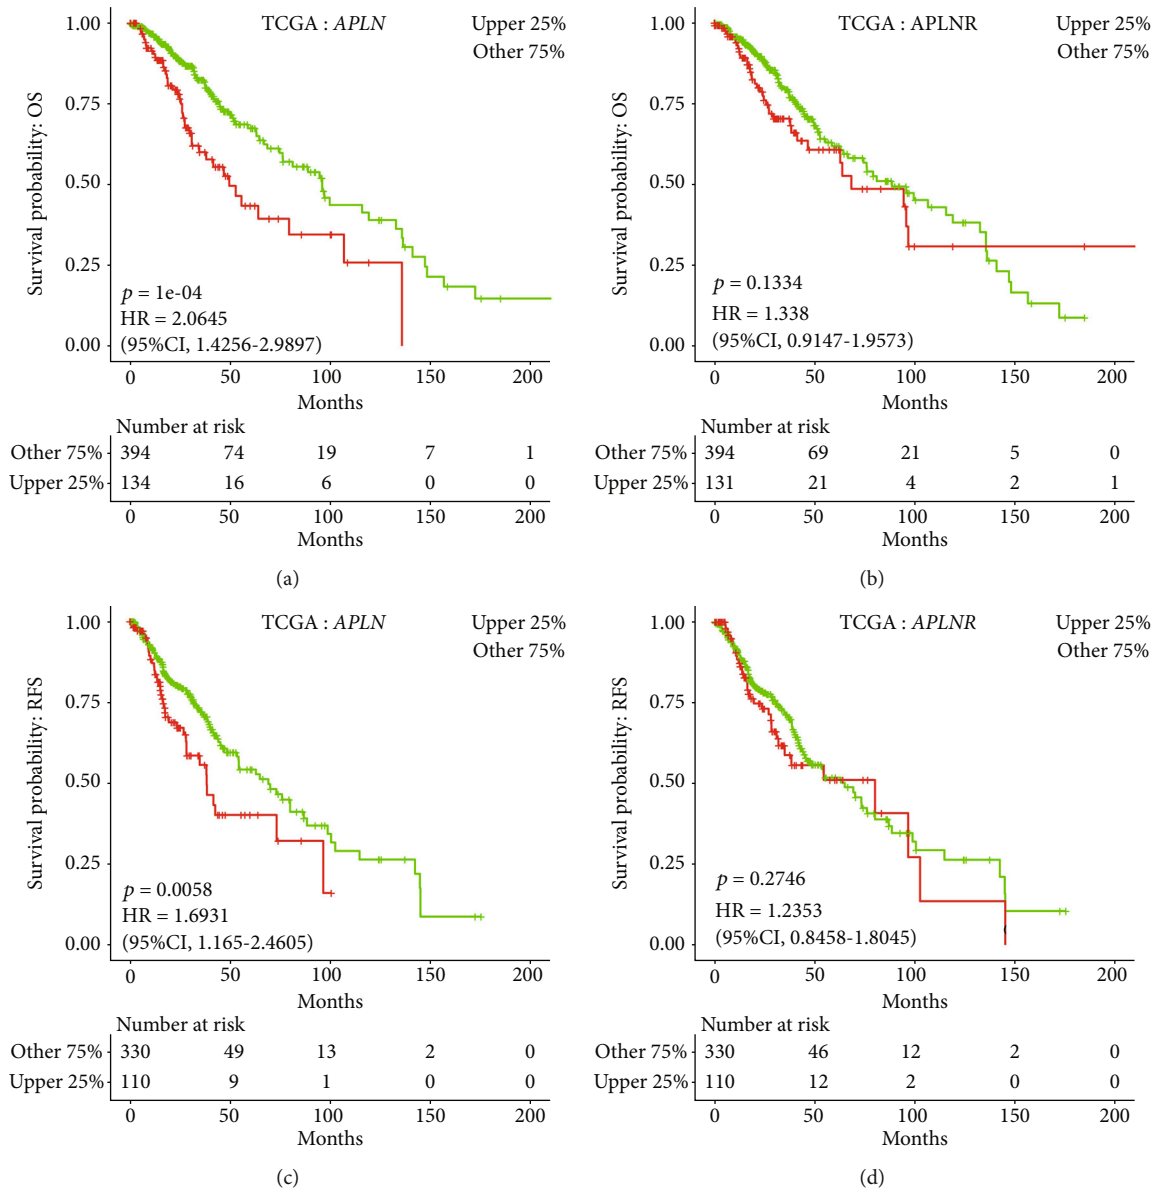 TCGA : APLN
Upper 25%
Other 75%
Survival probability: OS
1.00
0.75
0.50
0.25
0.00
p = 1e-04
HR = 2.0645
(95%CI, 1.4256-2.9897)
0 50 100 150 200
Months
Number at risk
Other 75% 394 74 19 7 1
Upper 25% 134 16 6 0 0
0 50 100 150 200
Months
(a)
TCGA : APLNR
Upper 25%
Other 75%
Survival probability: OS
1.00
0.75
0.50
0.25
0.00
p = 0.1334
HR = 1.338
(95%CI, 0.9147-1.9573)
0 50 100 150 200
Months
Number at risk
Other 75% 394 69 21 5 0
Upper 25% 131 21 4 2 1
0 50 100 150 200
Months
(b)
TCGA : APLN
Upper 25%
Other 75%
Survival probability: RFS
1.00
0.75
0.50
0.25
0.00
p = 0.0058
HR = 1.6931
(95%CI, 1.165-2.4605)
0 50 100 150 200
Months
Number at risk
Other 75% 330 49 13 2 0
Upper 25% 110 9 1 0 0
0 50 100 150 200
Months
(c)
TCGA : APLNR
Upper 25%
Other 75%
Survival probability: RFS
1.00
0.75
0.50
0.25
0.00
p = 0.2746
HR = 1.2353
(95%CI, 0.8458-1.8045)
0 50 100 150 200
Months
Number at risk
Other 75% 330 46 12 2 0
Upper 25% 110 12 2 0 0
0 50 100 150 200
Months
(d)